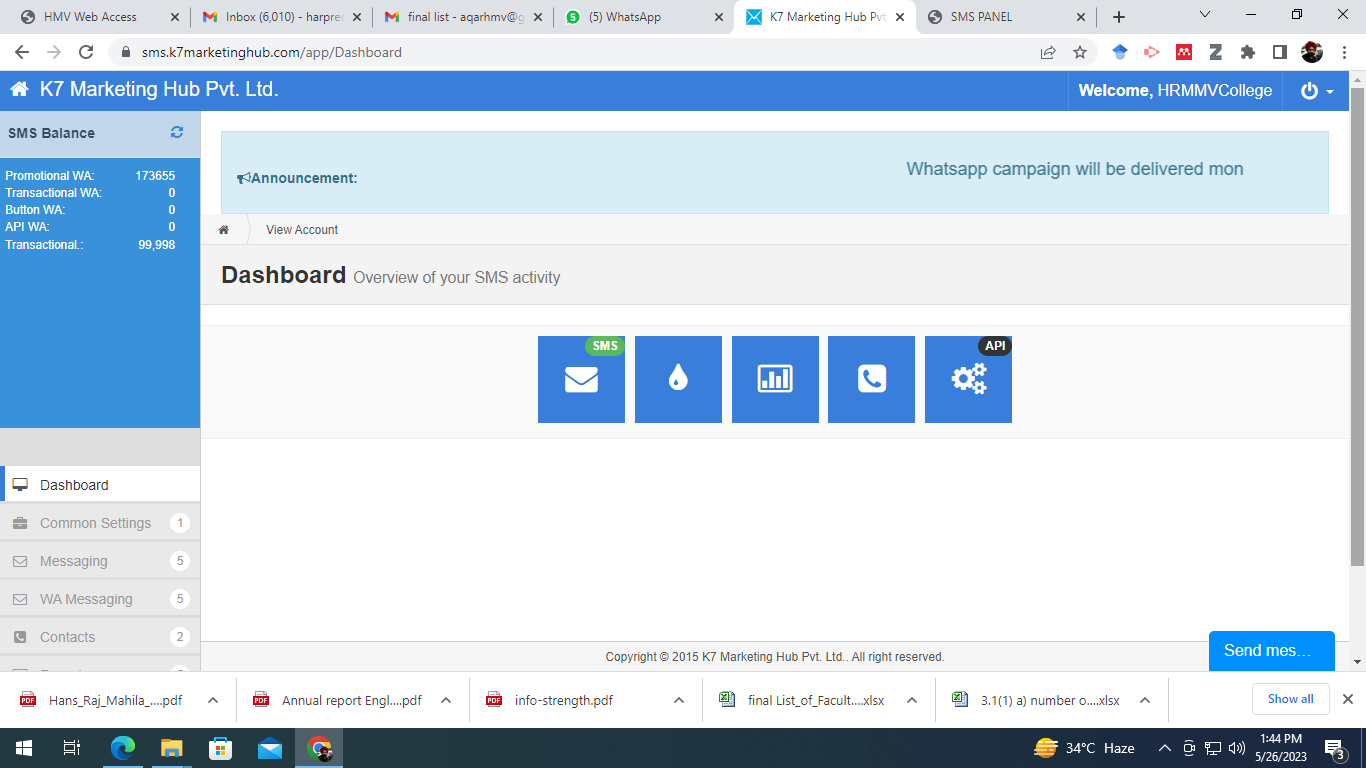 HMV Web Access
Inbox (6,010) - harpree
final list - aqarhmv@g
5
(5) WhatsApp
K7 Marketing Hub Pvt
SMS PANEL
sms.k7marketinghub.com/app/Dashboard
K7 Marketing Hub Pvt. Ltd.
Welcome, HRMMVCollege
SMS Balance
Promotional WA: 173655
Transactional WA: 0
Button WA: 0
API WA: 0
Transactional.: 99,998
Announcement:
Whatsapp campaign will be delivered mon
View Account
Dashboard Overview of your SMS activity
SMS
API
Dashboard
Common Settings 1
Messaging 5
WA Messaging 5
Contacts 2
Copyright © 2015 K7 Marketing Hub Pvt. Ltd.. All right reserved.
Send mes...
PDF Hans_Raj_Mahila_....pdf
PDF Annual report Engl....pdf
PDF info-strength.pdf
final List_of_Facult....xlsx
3.1(1) a) number o....xlsx
Show all
34°C Haze
1:44 PM
5/26/2023
3